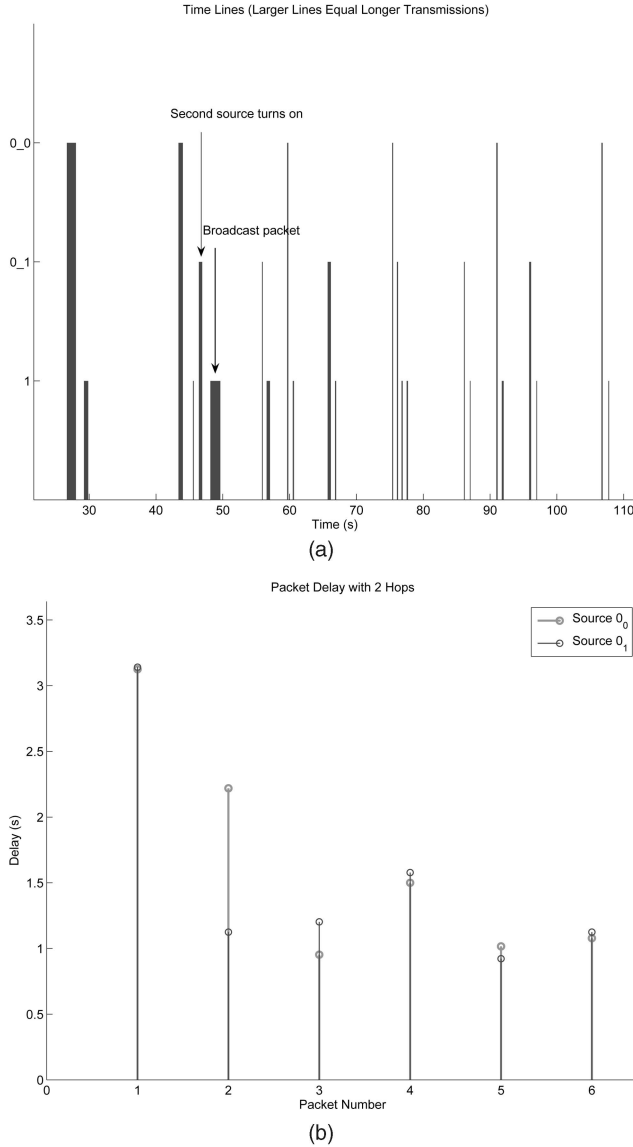 Time Lines (Larger Lines Equal Longer Transmissions)
Second source turns on
0_0
Broadcast packet
0_1
1
30 40 50 60 70 80 90 100 110
Time (s)
(a)
Packet Delay with 2 Hops
3.5
Source 0_0
Source 0_1
3
2.5
2
Delay (s)
1.5
1
0.5
0
0 1 2 3 4 5 6
Packet Number
(b)